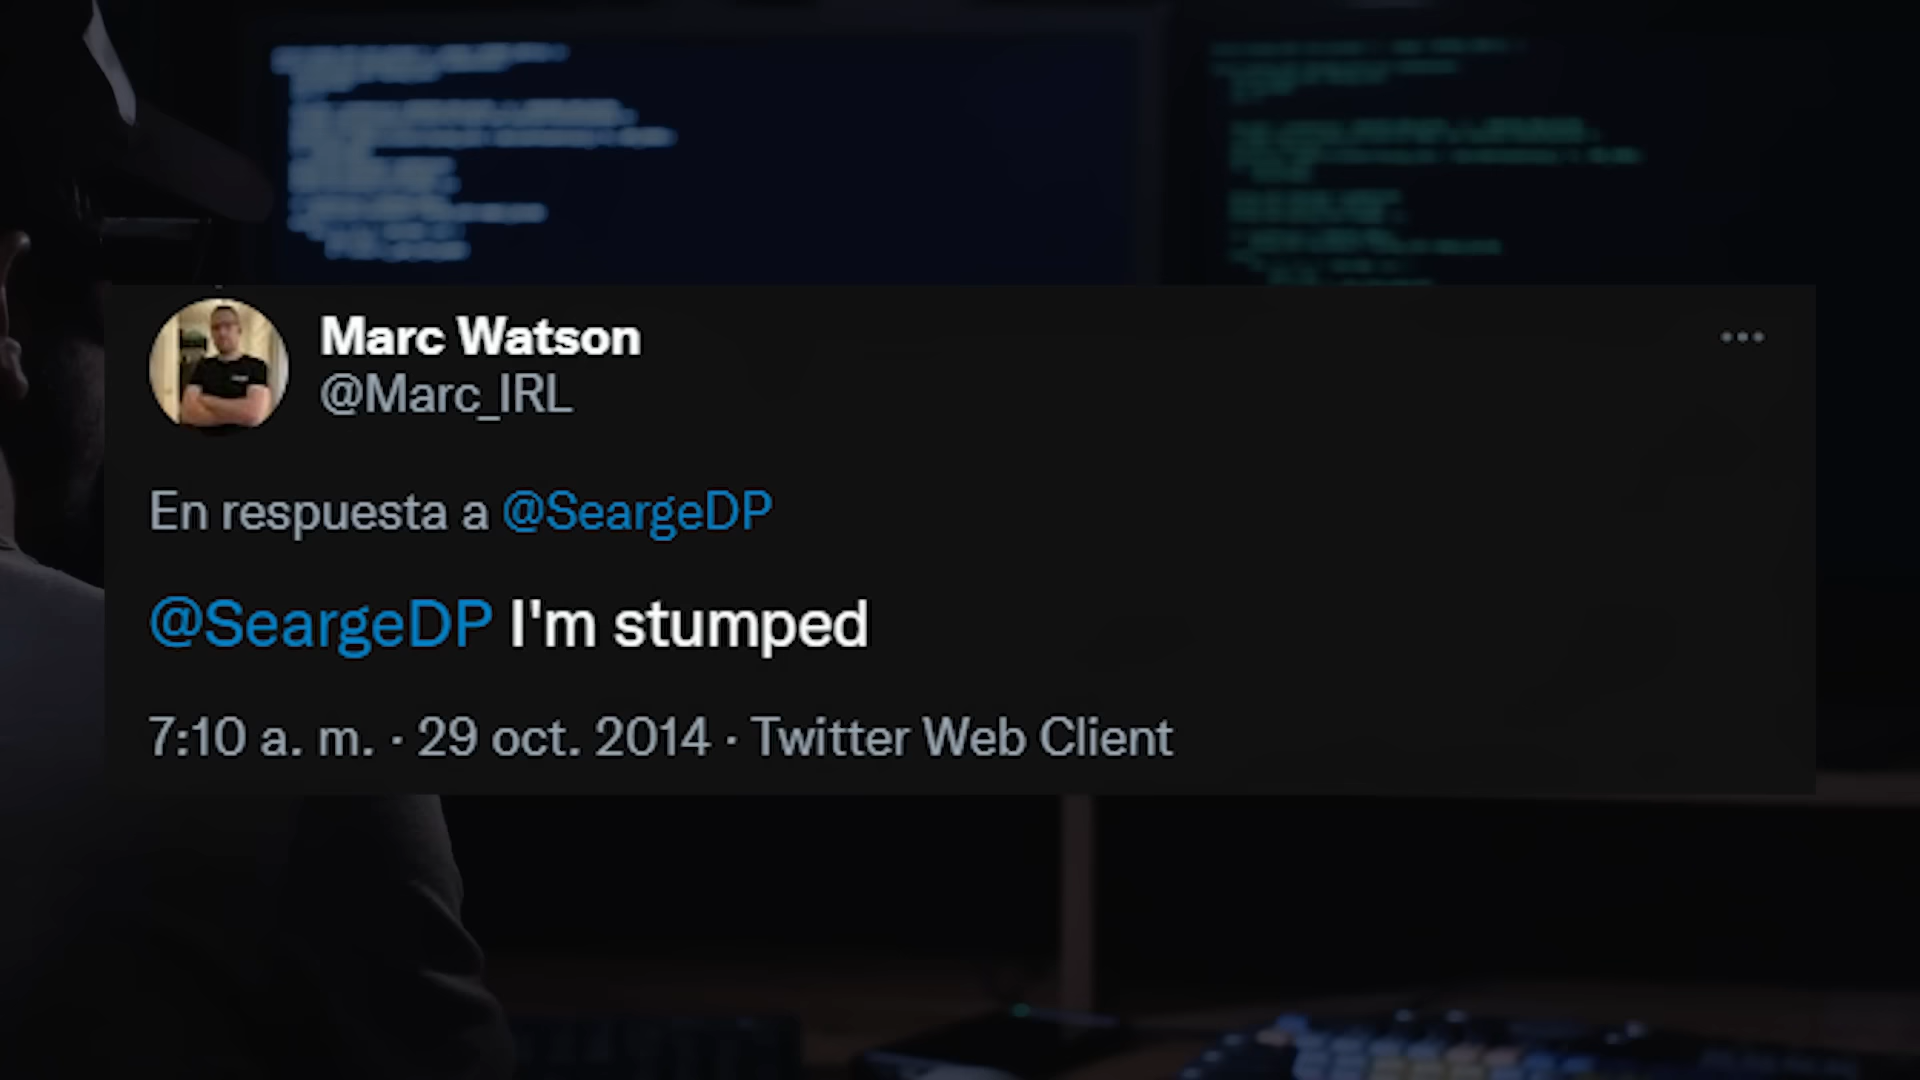 Marc Watson
@Marc_IRL
En respuesta a @SeargeDP
@SeargeDP I'm stumped
7:10 a. m. · 29 oct. 2014 · Twitter Web Client